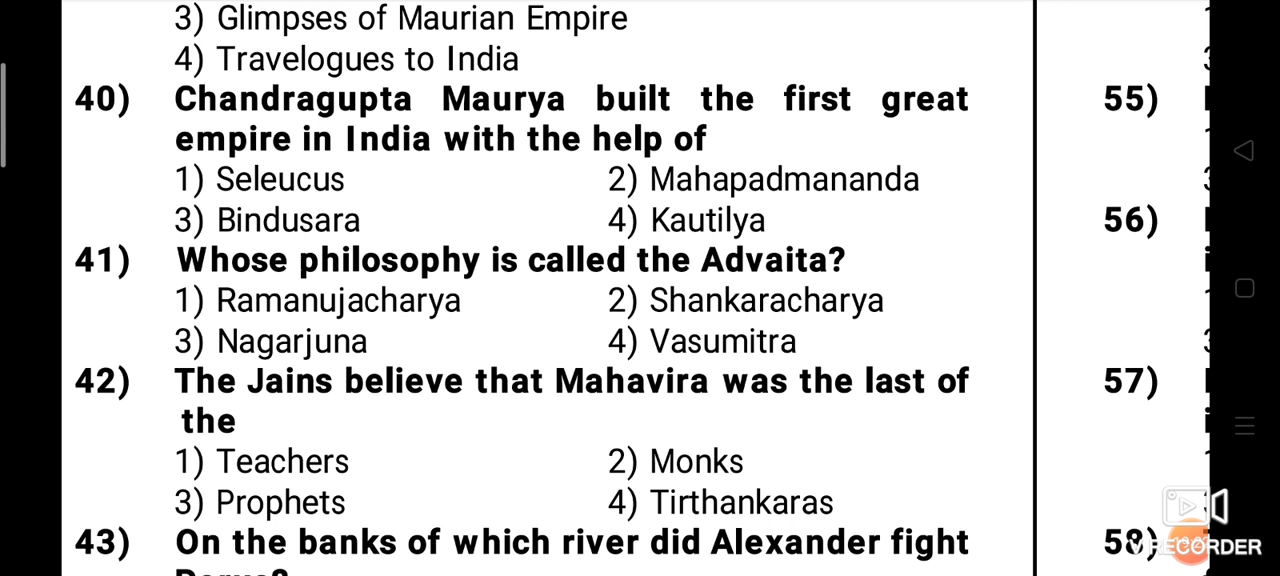 3) Glimpses of Maurian Empire
4) Travelogues to India
40) Chandragupta Maurya built the first great
empire in India with the help of
1) Seleucus 2) Mahapadmananda
3) Bindusara 4) Kautilya
41) Whose philosophy is called the Advaita?
1) Ramanujacharya 2) Shankaracharya
3) Nagarjuna 4) Vasumitra
42) The Jains believe that Mahavira was the last of
the
1) Teachers 2) Monks
3) Prophets 4) Tirthankaras
43) On the banks of which river did Alexander fight
55)
56)
57)
58)
RECORDER